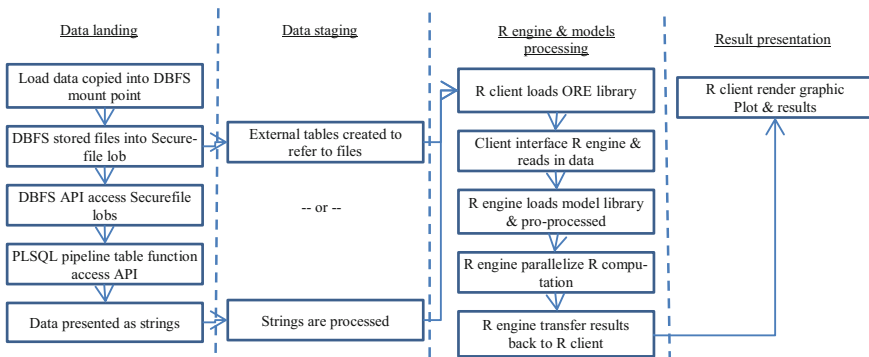 Data landing
Load data copied into DBFS
mount point
DBFS stored files into Secure-
file lob
DBFS API access Securefile
lobs
PLSQL pipeline table function
access API
Data presented as strings
Data staging
External tables created to
refer to files
-- or --
Strings are processed
R engine & models
processing
R client loads ORE library
Client interface R engine &
reads in data
R engine loads model library
& pro-processed
R engine parallelize R compu-
tation
R engine transfer results
back to R client
Result presentation
R client render graphic
Plot & results